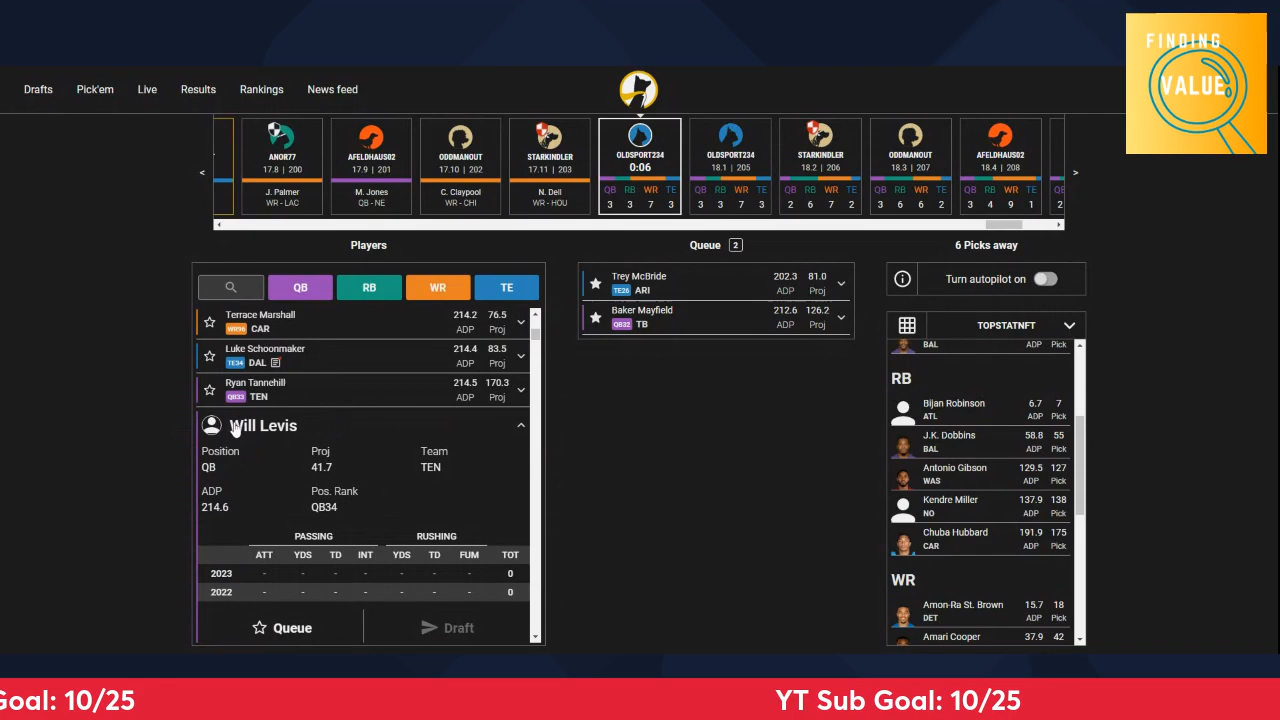 FINDING
VALUE
Drafts Pick'em Live Results Rankings News feed
ANOR77 AFELDHAUS02 ODDMANOUT STARKINDLER OLDSPORT234 OLDSPORT234 STARKINDLER ODDMANOUT AFELDHAUS02
17.8 | 200 17.9 | 201 17.10 | 202 17.11 | 203 0:06 18.1 | 205 18.2 | 206 18.3 | 207 18.4 | 208
J. Palmer M. Jones C. Claypool N. Dell QB RB WR TE QB RB WR TE QB RB WR TE QB RB WR TE QB RB WR TE
WR - LAC QB - NE WR - CHI WR - HOU 3 3 7 3 3 3 7 3 2 6 7 2 3 6 6 2 3 4 9 1 2
Players Queue 2 6 Picks away
QB RB WR TE
Terrace Marshall 214.2 76.5
WR96 CAR ADP Proj
Luke Schoonmaker 214.4 83.5
TE34 DAL ADP Proj
Ryan Tannehill 214.5 170.3
QB33 TEN ADP Proj
Will Levis
Position Proj Team
QB 41.7 TEN
ADP Pos. Rank
214.6 QB34
PASSING RUSHING
ATT YDS TD INT YDS TD FUM TOT
2023 - - - - - - - 0
2022 - - - - - - - 0
Queue Draft
Trey McBride 202.3 81.0
TE26 ARI ADP Proj
Baker Mayfield 212.6 126.2
QB32 TB ADP Proj
Turn autopilot on
TOPSTATNFT
BAL ADP Pick
RB
Bijan Robinson 6.7 7
ATL ADP Pick
J.K. Dobbins 58.8 55
BAL ADP Pick
Antonio Gibson 129.5 127
WAS ADP Pick
Kendre Miller 137.9 138
NO ADP Pick
Chuba Hubbard 191.9 175
CAR ADP Pick
WR
Amon-Ra St. Brown 15.7 18
DET ADP Pick
Amari Cooper 37.9 42
Goal: 10/25 YT Sub Goal: 10/25